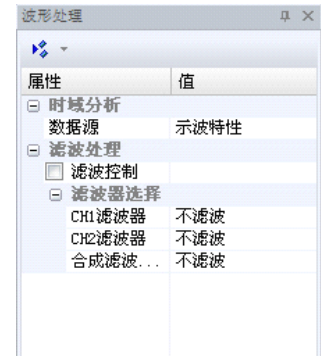 波形处理
属性 值
时域分析
数据源 示波特性
滤波处理
滤波控制
滤波器选择
CH1滤波器 不滤波
CH2滤波器 不滤波
合成滤波... 不滤波